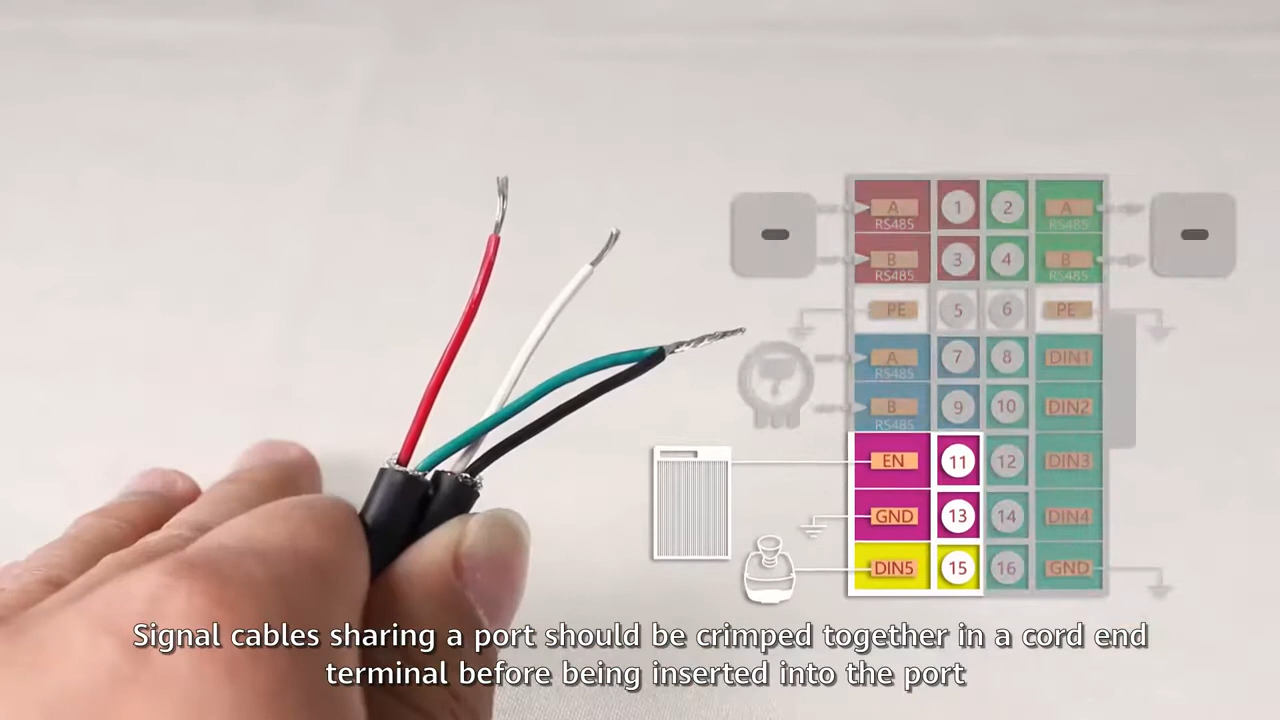 A 1 2 A
RS485 RS485
B 3 4 B
RS485 RS485
PE 5 6 PE
A 7 8 DIN1
RS485
B 9 10 DIN2
RS485
EN 11 12 DIN3
GND 13 14 DIN4
DIN5 15 16 GND
Signal cables sharing a port should be crimped together in a cord end
terminal before being inserted into the port